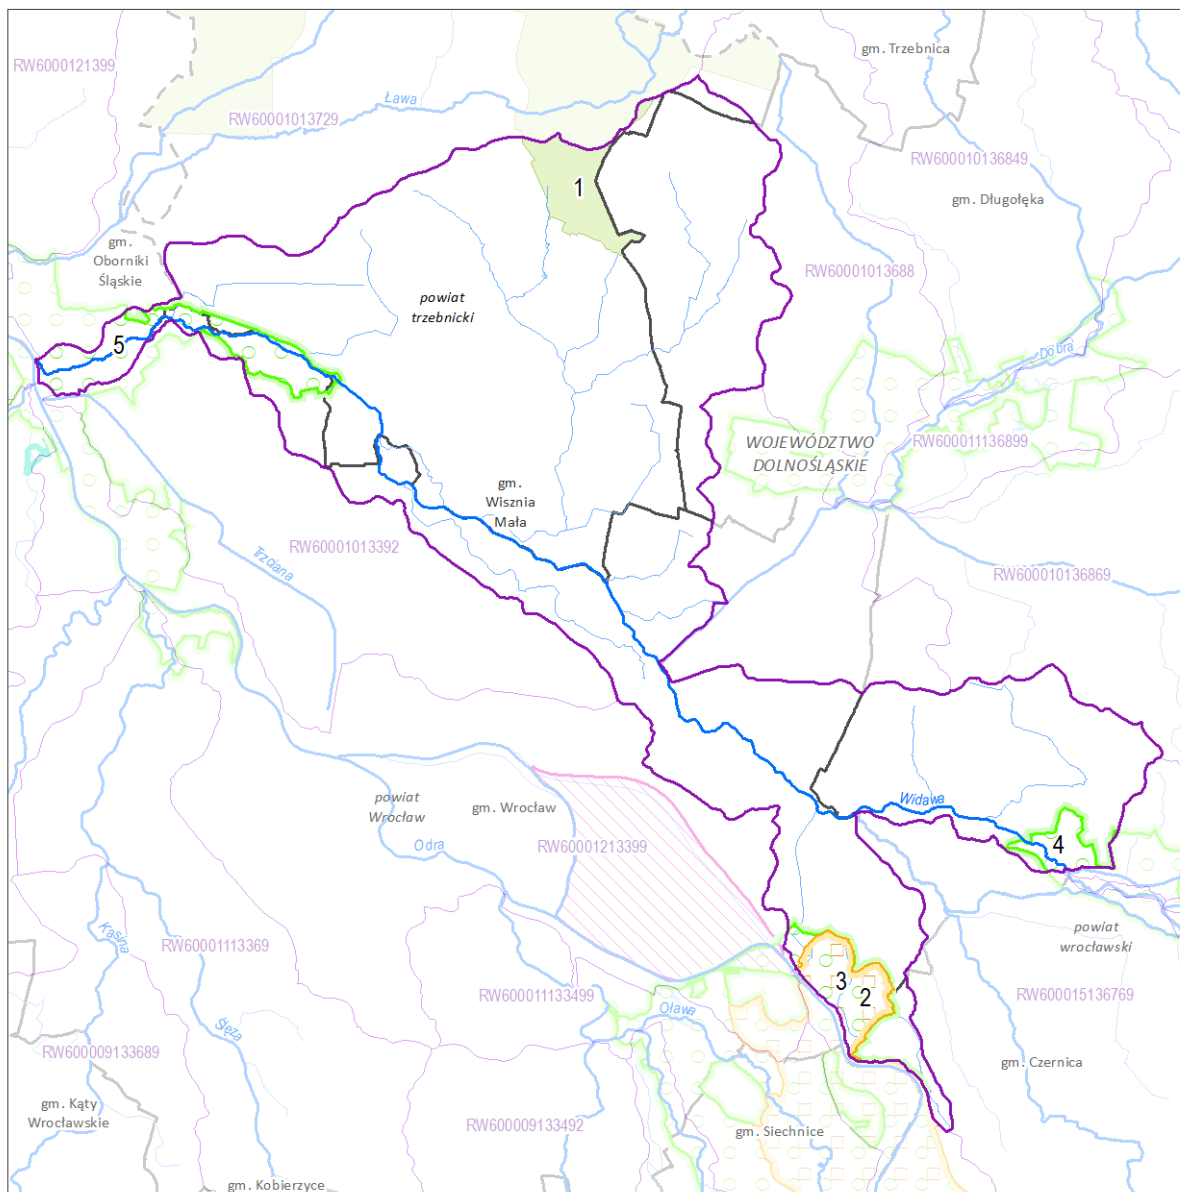 gm. Trzebnica
RW6000121399
Ława
RW60001013729
RW600010136849
1
gm. Długołęka
gm.
Oborniki
Śląskie
RW60001013688
powiat
trzebnicki
5
Dobra
WOJEWÓDZTWO
DOLNOŚLĄSKIE
RW600011136899
gm.
Wisznia
Mała
RW60001013392
Trzciana
RW600010136869
powiat
Wrocław
gm. Wrocław
Widawa
Odra
RW60001213399
4
Kasina
RW60001113369
powiat
wrocławski
3
2
RW600011133499
RW600015136769
Oława
Ślęza
RW600009133689
gm. Czernica
gm. Kąty
Wrocławskie
RW600009133492
gm. Siechnice
gm. Kobierzyce